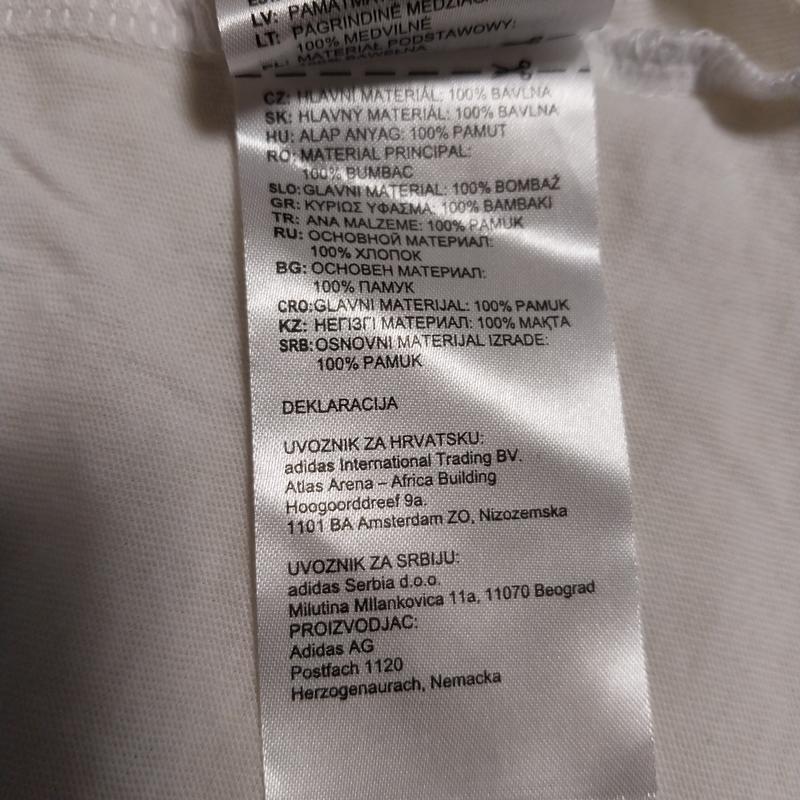 LV: PAMATMA
LT: PAGRINDINĖ MEDŽIAG
100% MEDVILNĖ
MATERIAŁ PODSTAWOWY:
CZ: HLAVNÍ MATERIÁL: 100% BAVLNA
SK: HLAVNÝ MATERIÁL: 100% BAVLNA
HU: ALAP ANYAG: 100% PAMUT
RO: MATERIAL PRINCIPAL:
100% BUMBAC
SLO: GLAVNI MATERIAL: 100% BOMBAŽ
GR: ΚΥΡΙΩΣ ΥΦΑΣΜΑ: 100% ΒΑΜΒΑΚΙ
TR: ANA MALZEME: 100% PAMUK
RU: ОСНОВНОЙ МАТЕРИАЛ:
100% ХЛОПОК
BG: ОСНОВЕН МАТЕРИАЛ:
100% ПАМУК
CRO: GLAVNI MATERIJAL: 100% PAMUK
KZ: НЕГІЗГІ МАТЕРИАЛ: 100% МАҚТА
SRB: OSNOVNI MATERIJAL IZRADE:
100% PAMUK
DEKLARACIJA
UVOZNIK ZA HRVATSKU:
adidas International Trading BV.
Atlas Arena – Africa Building
Hoogoorddreef 9a.
1101 BA Amsterdam ZO, Nizozemska
UVOZNIK ZA SRBIJU:
adidas Serbia d.o.o.
Milutina MIlankovica 11a, 11070 Beograd
PROIZVODJAC:
Adidas AG
Postfach 1120
Herzogenaurach, Nemacka